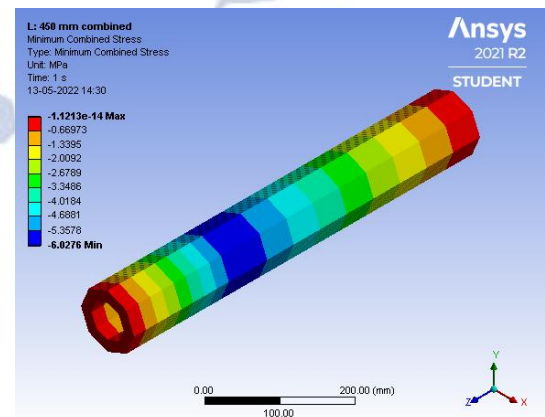 L: 450 mm combined
Minimum Combined Stress
Type: Minimum Combined Stress
Unit: MPa
Time: 1 s
13-05-2022 14:30
Ansys
2021 R2
STUDENT
-1.1213e-14 Max
-0.66973
-1.3395
-2.0092
-2.6789
-3.3486
-4.0184
-4.6881
-5.3578
-6.0276 Min
0.00
200.00 (mm)
100.00
Y
Z
X